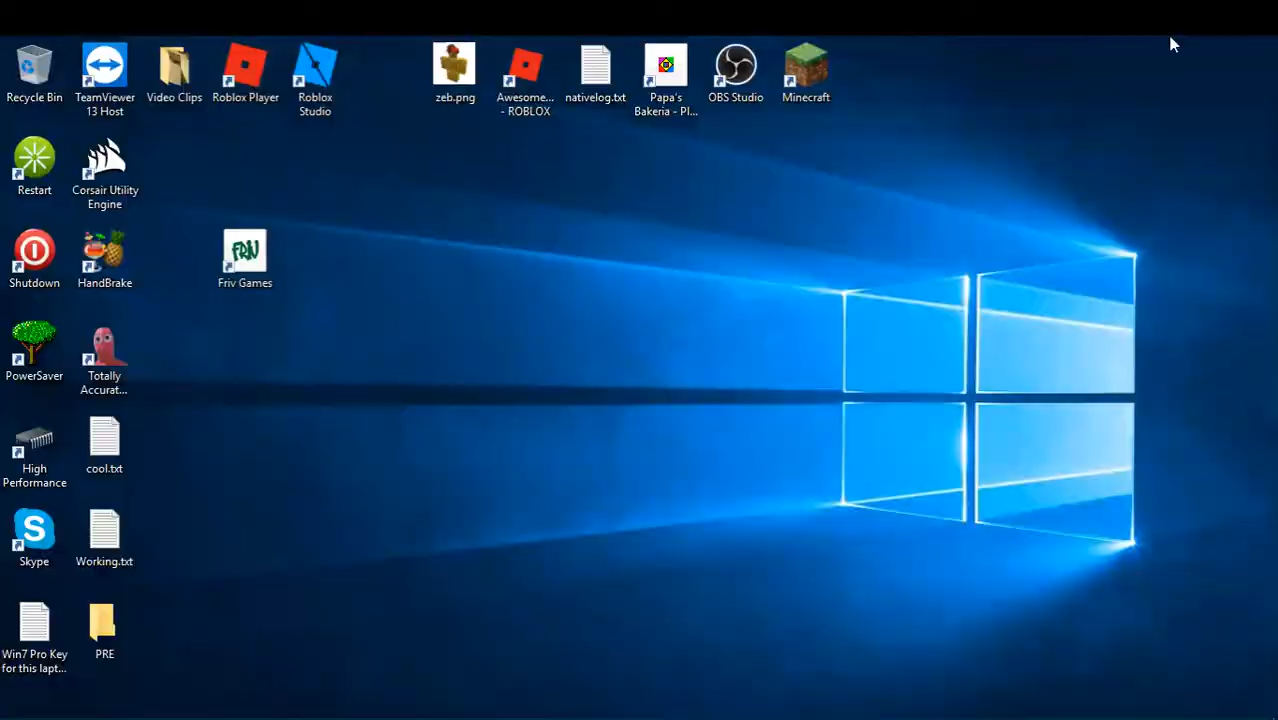 Recycle Bin
TeamViewer
13 Host
Video Clips
Roblox Player
Roblox
Studio
zeb.png
Awesome...
- ROBLOX
nativelog.txt
Papa's
Bakeria - Pl...
OBS Studio
Minecraft
Restart
Corsair Utility
Engine
Shutdown
HandBrake
FRIV
Friv Games
PowerSaver
Totally
Accurat...
High
Performance
cool.txt
S
Skype
Working.txt
Win7 Pro Key
for this lapt...
PRE